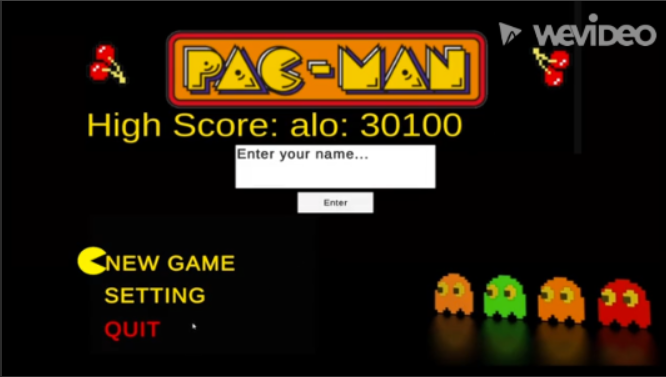 WEVIDEO
PAC-MAN
High Score: alo: 30100
Enter your name...
Enter
NEW GAME
SETTING
QUIT